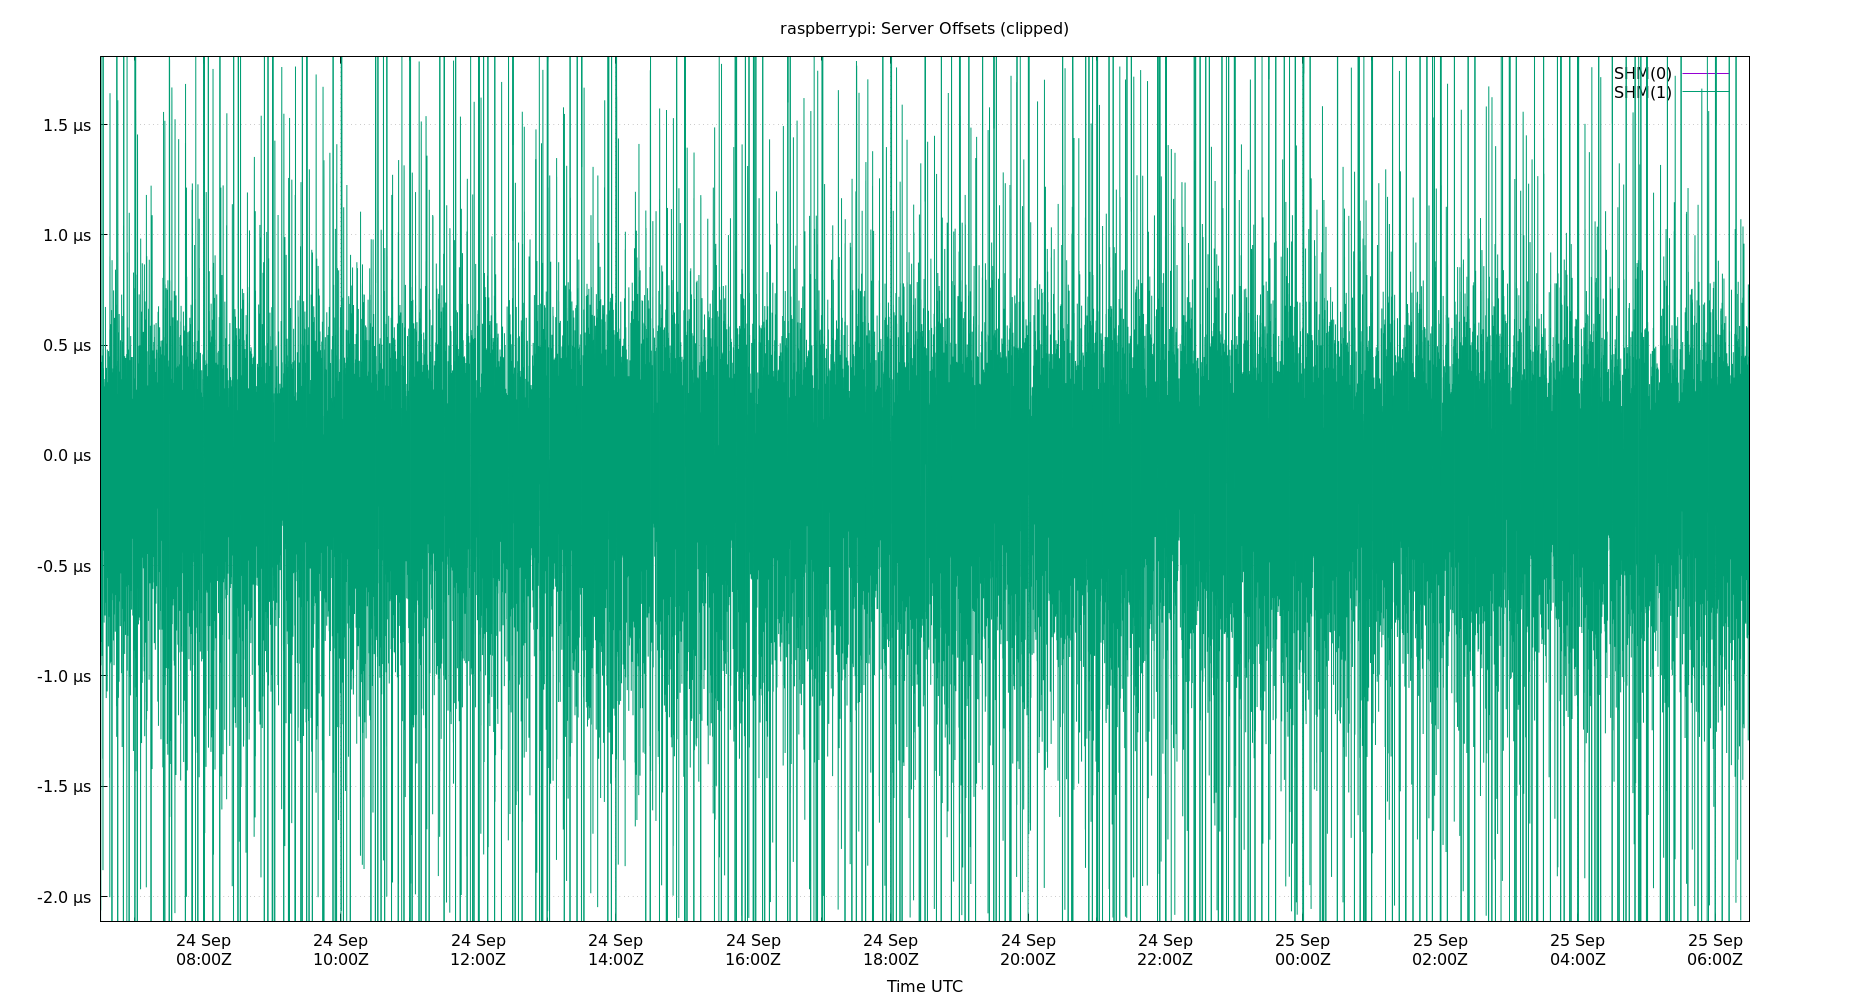 raspberrypi: Server Offsets (clipped)
SHM(0)
SHM(1)
1.5 µs
1.0 µs
0.5 µs
0.0 µs
-0.5 µs
-1.0 µs
-1.5 µs
-2.0 µs
24 Sep 24 Sep 24 Sep 24 Sep 24 Sep 24 Sep 24 Sep 24 Sep 25 Sep 25 Sep 25 Sep 25 Sep
08:00Z 10:00Z 12:00Z 14:00Z 16:00Z 18:00Z 20:00Z 22:00Z 00:00Z 02:00Z 04:00Z 06:00Z
Time UTC